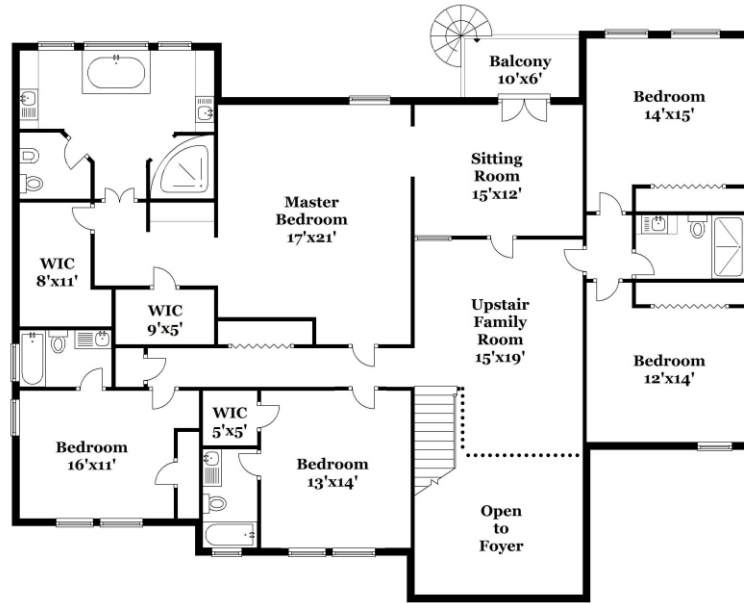 Balcony
10'x6'
Bedroom
14'x15'
Sitting
Room
15'x12'
Master
Bedroom
17'x21'
WIC
8'x11'
WIC
9'x5'
Upstair
Family
Room
15'x19'
Bedroom
12'x14'
WIC
5'x5'
Bedroom
16'x11'
Bedroom
13'x14'
Open
to
Foyer